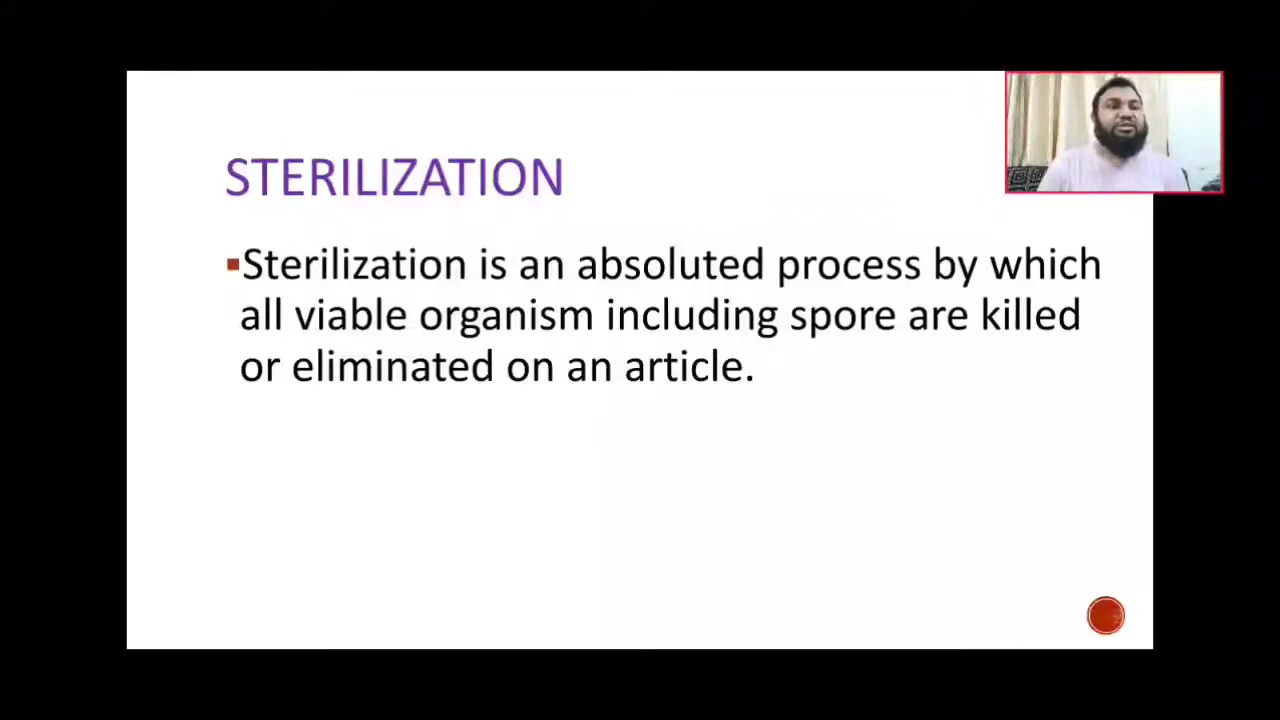 STERILIZATION
▪Sterilization is an absoluted process by which
all viable organism including spore are killed
or eliminated on an article.